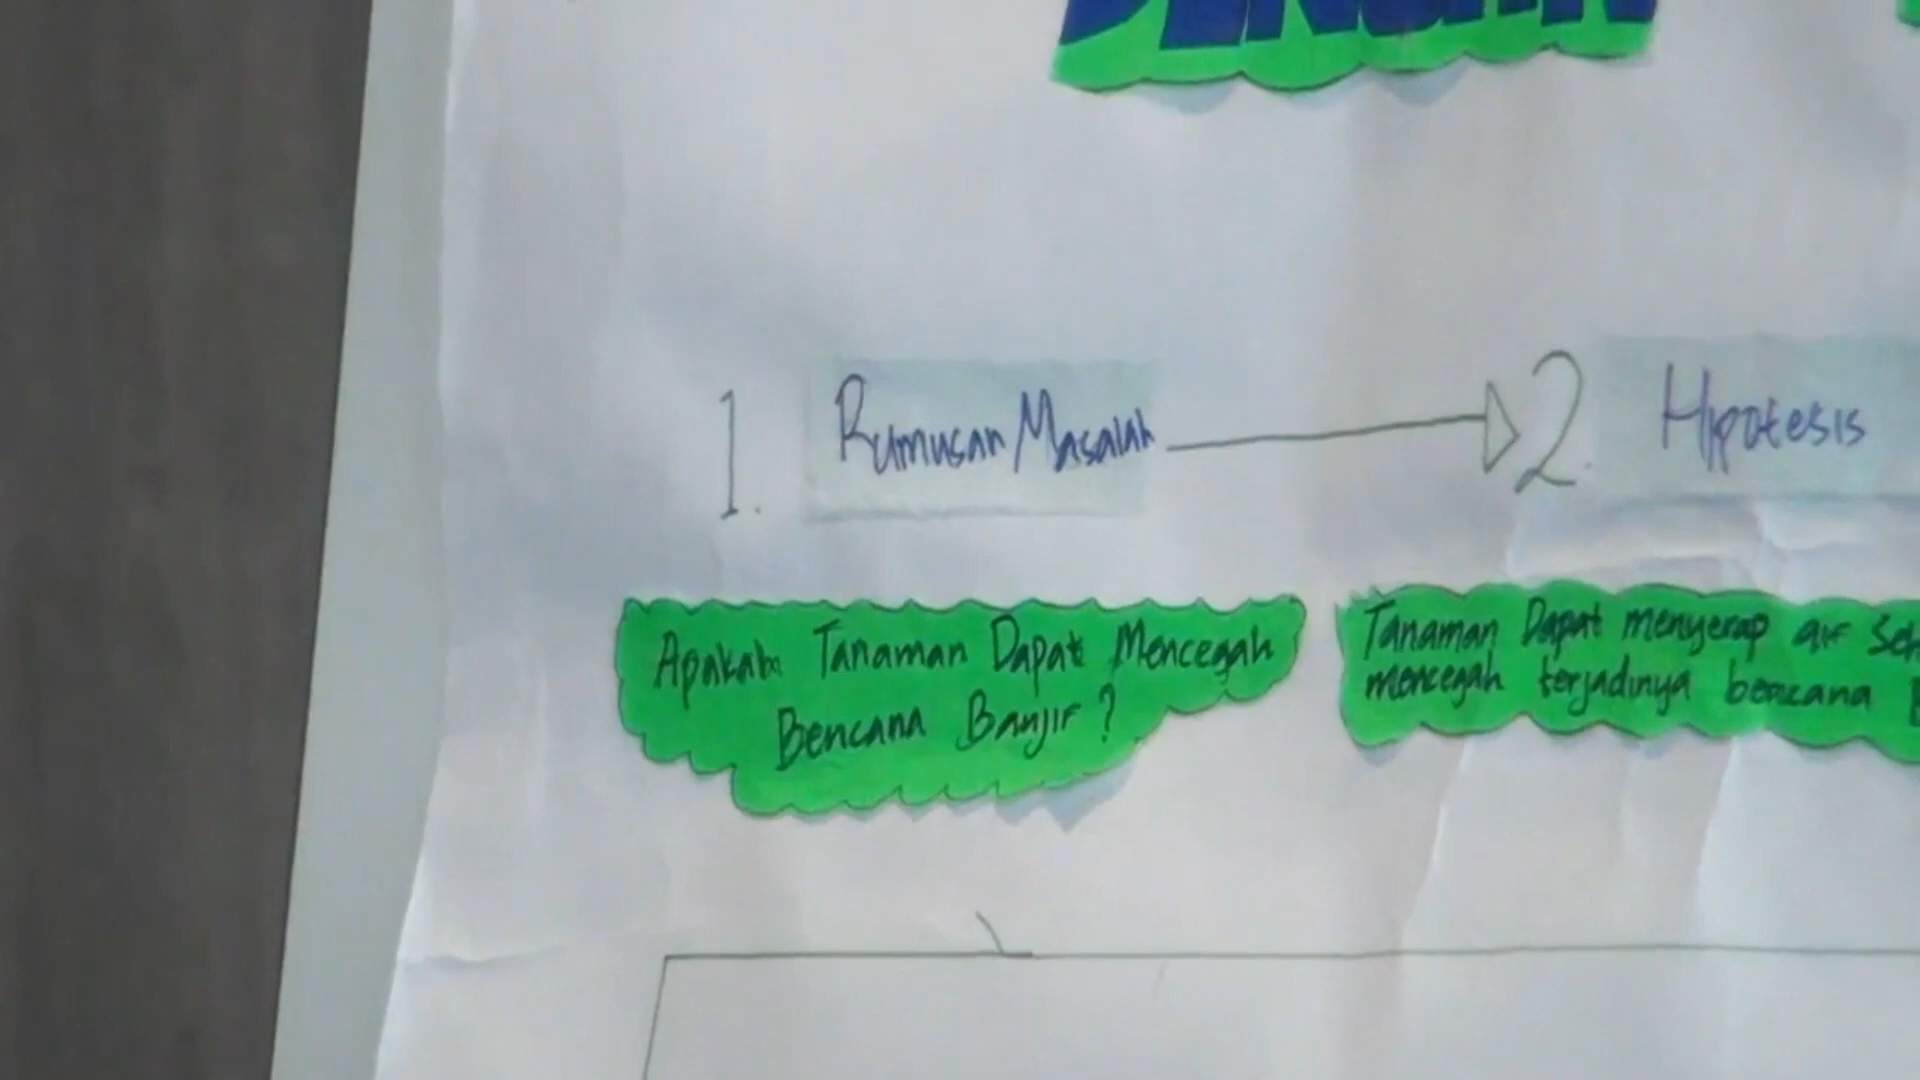 1. Rumusan Masalah
2. Hipotesis
Apakah Tanaman Dapat Mencegah
Bencana Banjir?
Tanaman Dapat menyerap air
mencegah terjadinya bencana